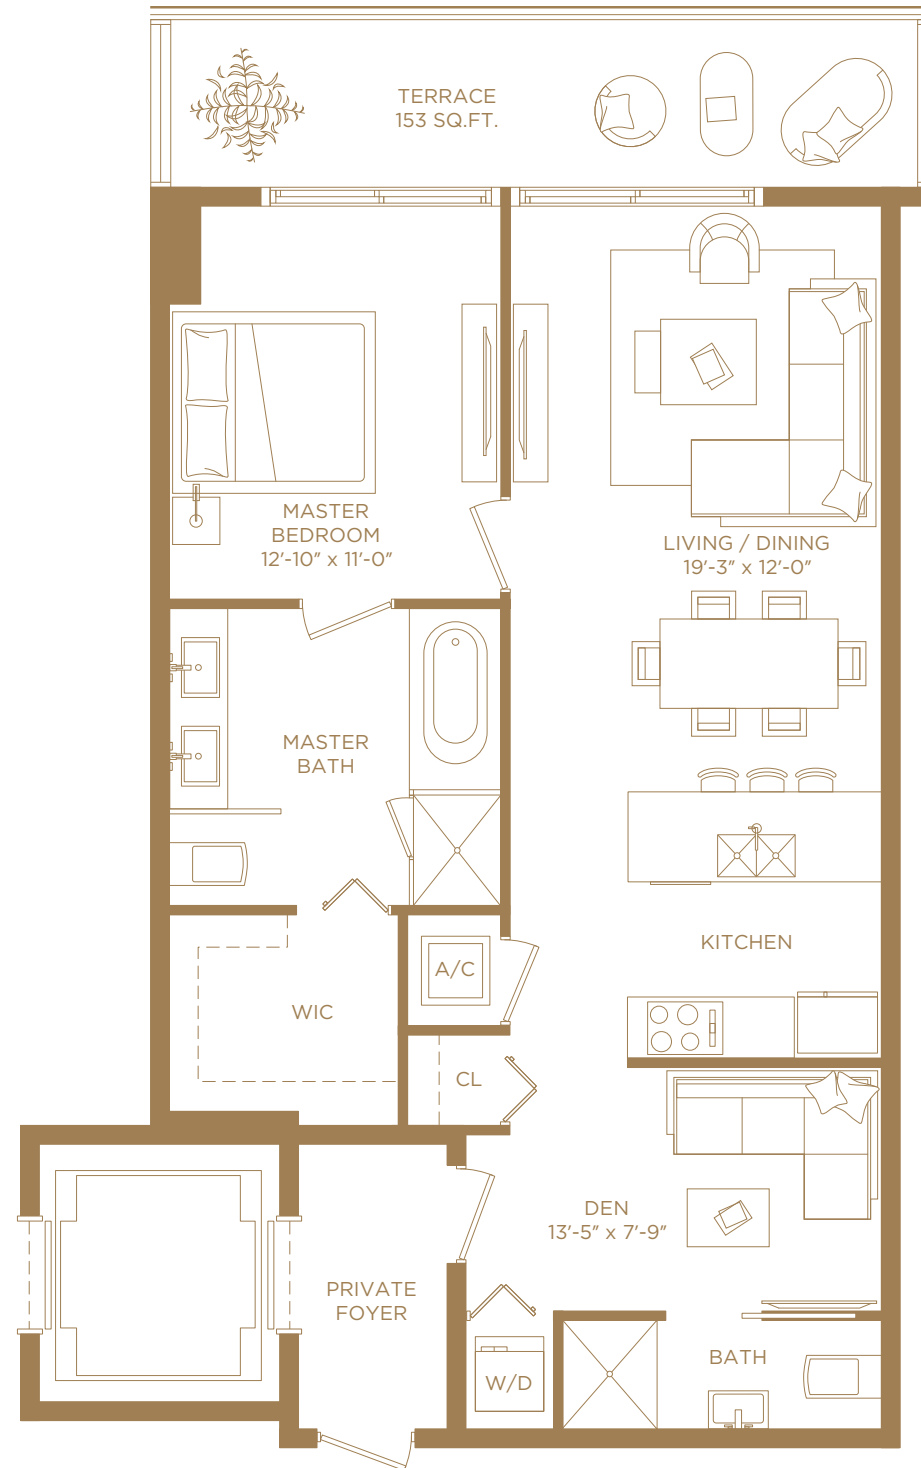 TERRACE
153 SQ.FT.
MASTER
BEDROOM
12'-10" x 11'-0"
LIVING / DINING
19'-3" x 12'-0"
MASTER
BATH
KITCHEN
A/C
WIC
CL
DEN
13'-5" x 7'-9"
PRIVATE
FOYER
BATH
W/D